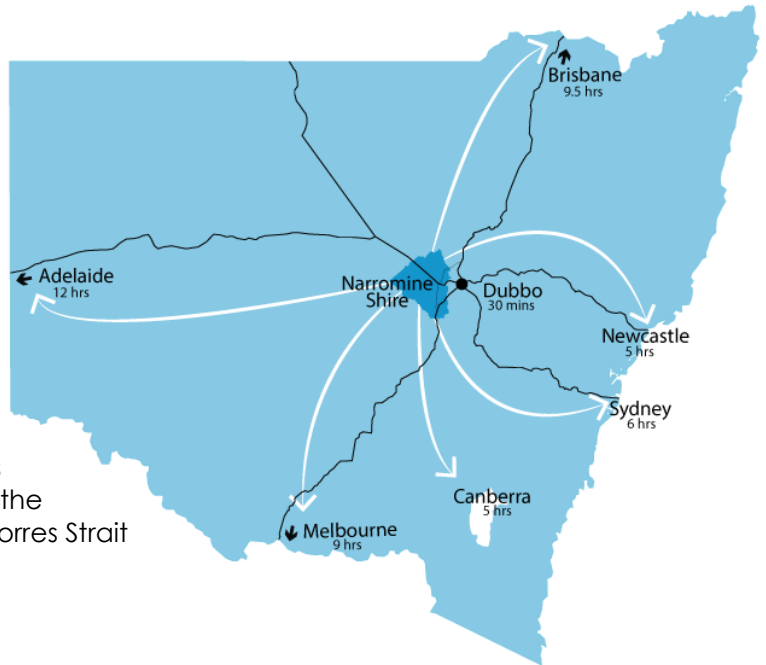 Brisbane
9.5 hrs
Adelaide
12 hrs
Narromine
Shire
Dubbo
30 mins
Newcastle
5 hrs
Sydney
6 hrs
Canberra
5 hrs
Melbourne
9 hrs
the
orres Strait